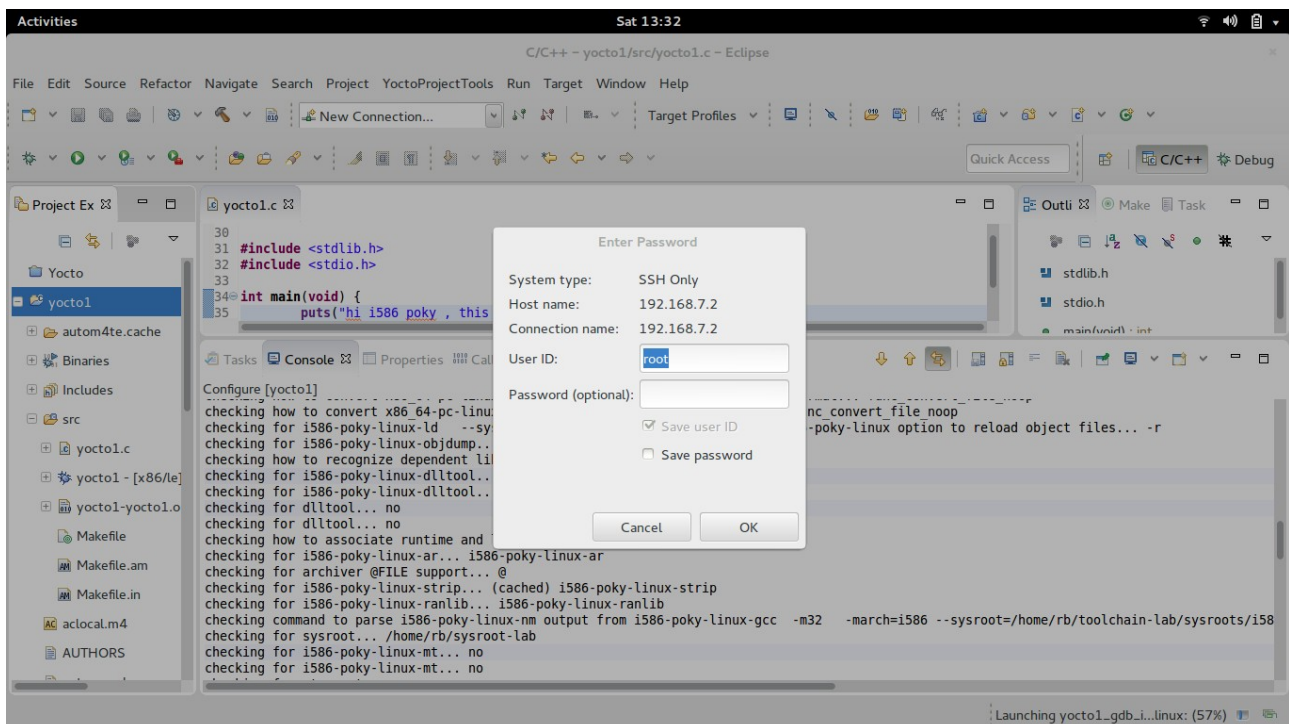 Activities
Sat 13:32
C/C++ - yocto1/src/yocto1.c - Eclipse
File Edit Source Refactor Navigate Search Project YoctoProjectTools Run Target Window Help
New Connection...
Target Profiles
Quick Access
C/C++
Debug
Project Ex
yocto1.c
Outli
Make
Task
Yocto
yocto1
autom4te.cache
Binaries
Includes
src
yocto1.c
yocto1 - [x86/le]
yocto1-yocto1.o
Makefile
Makefile.am
Makefile.in
aclocal.m4
AUTHORS
30
31 #include <stdlib.h>
32 #include <stdio.h>
33
34 int main(void) {
35 puts("hi i586 poky , this
stdlib.h
stdio.h
main(void) : int
Enter Password
System type: SSH Only
Host name: 192.168.7.2
Connection name: 192.168.7.2
User ID: root
Password (optional):
Save user ID
Save password
Cancel
OK
Tasks
Console
Properties
Cal
Configure [yocto1]
checking how to convert x86_64-pc-linu
nc_convert_file_noop
checking for i586-poky-linux-ld --sy
-poky-linux option to reload object files... -r
checking for i586-poky-linux-objdump..
checking how to recognize dependent li
checking for i586-poky-linux-dlltool..
checking for i586-poky-linux-dlltool..
checking for dlltool... no
checking for dlltool... no
checking how to associate runtime and
checking for i586-poky-linux-ar... i586-poky-linux-ar
checking for archiver @FILE support... @
checking for i586-poky-linux-strip... (cached) i586-poky-linux-strip
checking for i586-poky-linux-ranlib... i586-poky-linux-ranlib
checking command to parse i586-poky-linux-nm output from i586-poky-linux-gcc -m32 -march=i586 --sysroot=/home/rb/toolchain-lab/sysroots/i58
checking for sysroot... /home/rb/sysroot-lab
checking for i586-poky-linux-mt... no
checking for i586-poky-linux-mt... no
Launching yocto1_gdb_i...linux: (57%)